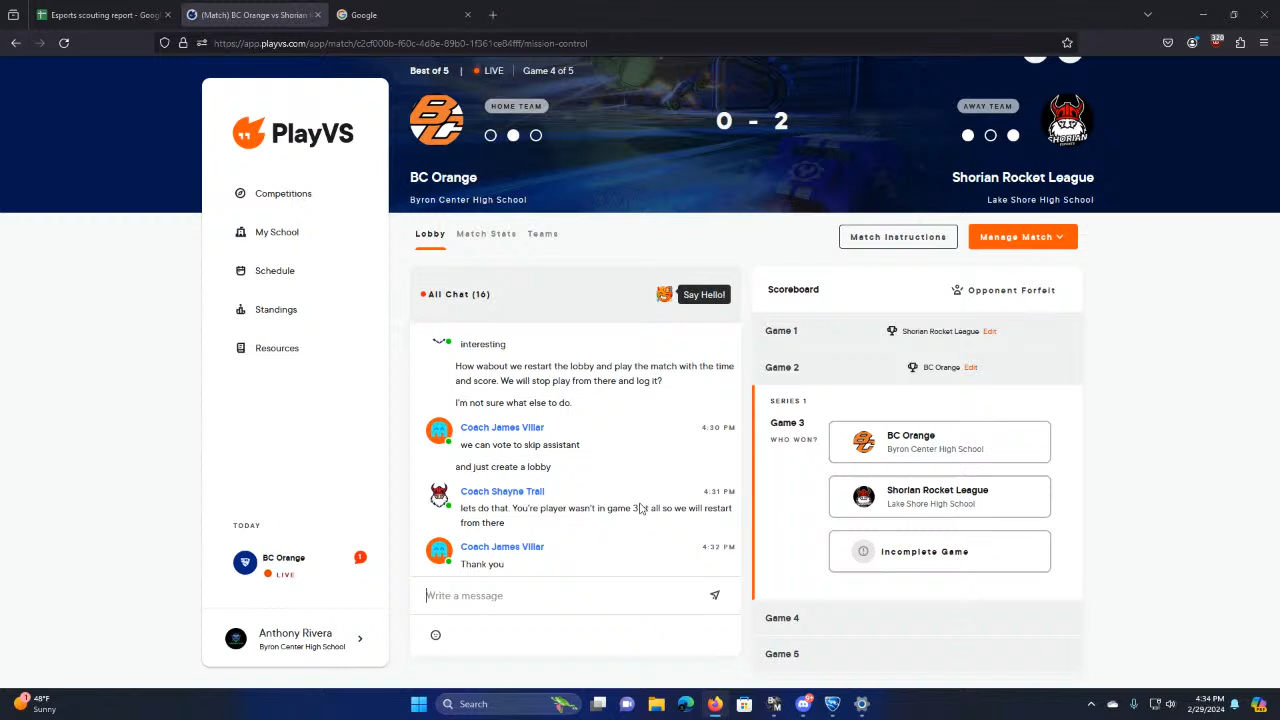 Esports scouting report - Goo
(Match) BC Orange vs Shorian
Google
https://app.playvs.com/app/match/c2cf000b-f60c-4d8e-89b0-1f361ce84fff/mission-control
320
Best of 5 | LIVE | Game 4 of 5
HOME TEAM
0 - 2
AWAY TEAM
SHORIAN
BC Orange
Byron Center High School
Shorian Rocket League
Lake Shore High School
PlayVS
Competitions
My School
Schedule
Standings
Resources
TODAY
BC Orange
LIVE
1
Anthony Rivera
Byron Center High School
Lobby
Match Stats
Teams
Match Instructions
Manage Match
All Chat (16)
Say Hello!
interesting
How wabout we restart the lobby and play the match with the time
and score. We will stop play from there and log it?
I'm not sure what else to do.
Coach James Villar
4:30 PM
we can vote to skip assistant
and just create a lobby
Coach Shayne Trail
4:31 PM
lets do that. You're player wasn't in game 3 at all so we will restart
from there
Coach James Villar
4:32 PM
Thank you
Write a message
Scoreboard
Opponent Forfeit
Game 1
Shorian Rocket League Edit
Game 2
BC Orange Edit
SERIES 1
Game 3
WHO WON?
BC Orange
Byron Center High School
Shorian Rocket League
Lake Shore High School
Incomplete Game
Game 4
Game 5
48°F
Sunny
Search
4:34 PM
2/29/2024